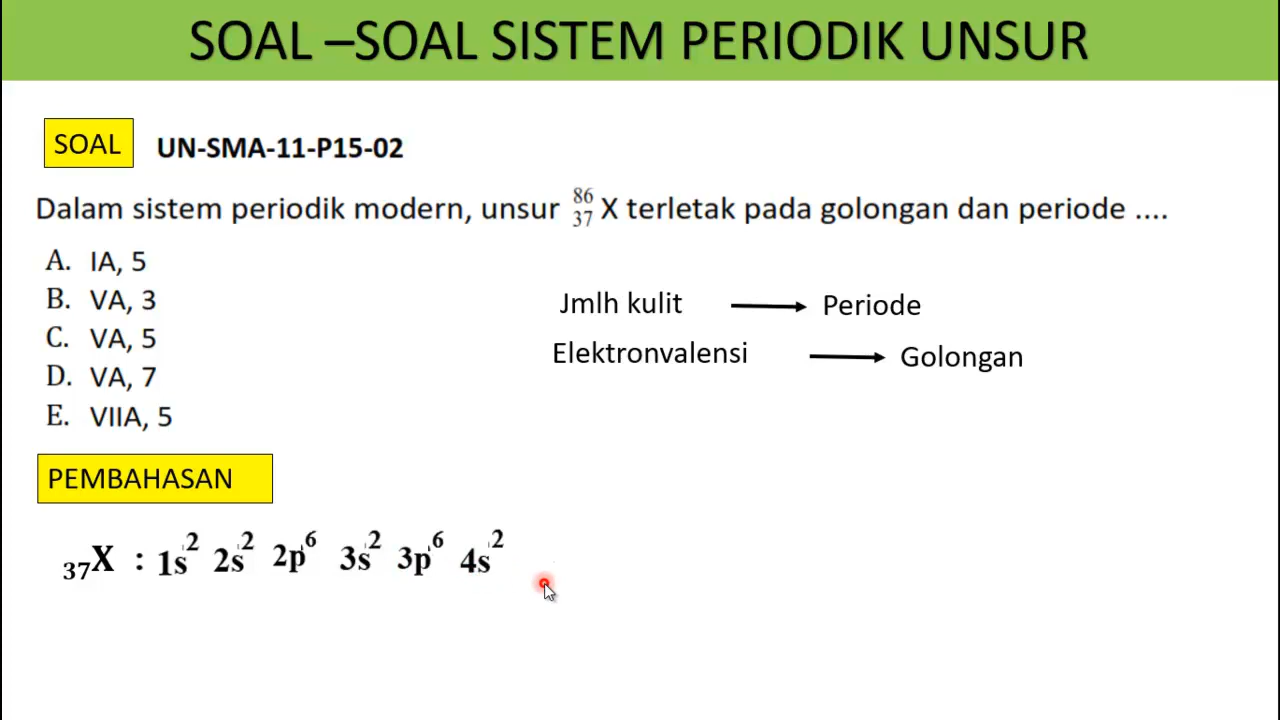 SOAL –SOAL SISTEM PERIODIK UNSUR
SOAL UN-SMA-11-P15-02
Dalam sistem periodik modern, unsur ⁸⁶₃₇ X terletak pada golongan dan periode ....
A. IA, 5
B. VA, 3
C. VA, 5
D. VA, 7
E. VIIA, 5
Jmlh kulit → Periode
Elektronvalensi → Golongan
PEMBAHASAN
₃₇X : 1s² 2s² 2p⁶ 3s² 3p⁶ 4s²